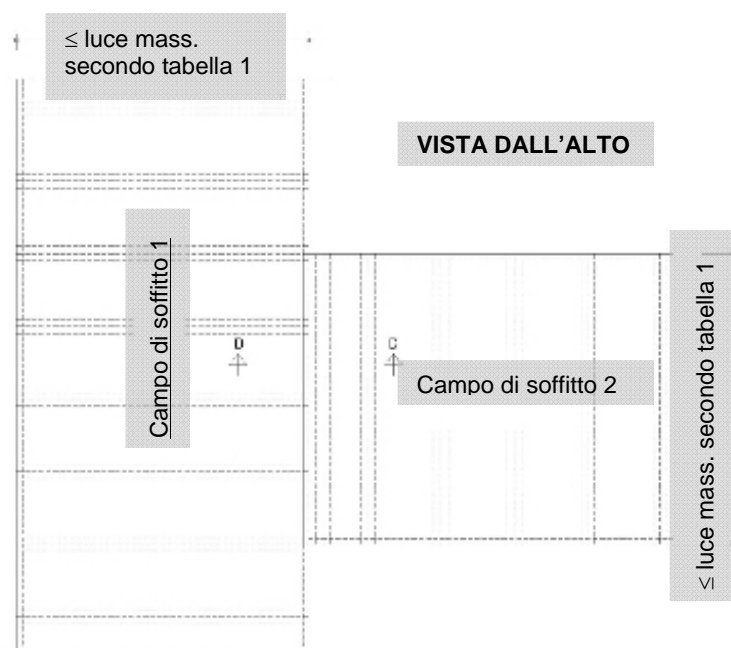 ≤ luce mass.
secondo tabella 1
VISTA DALL'ALTO
Campo di soffitto 1
D
C
Campo di soffitto 2
≤ luce mass. secondo tabella 1